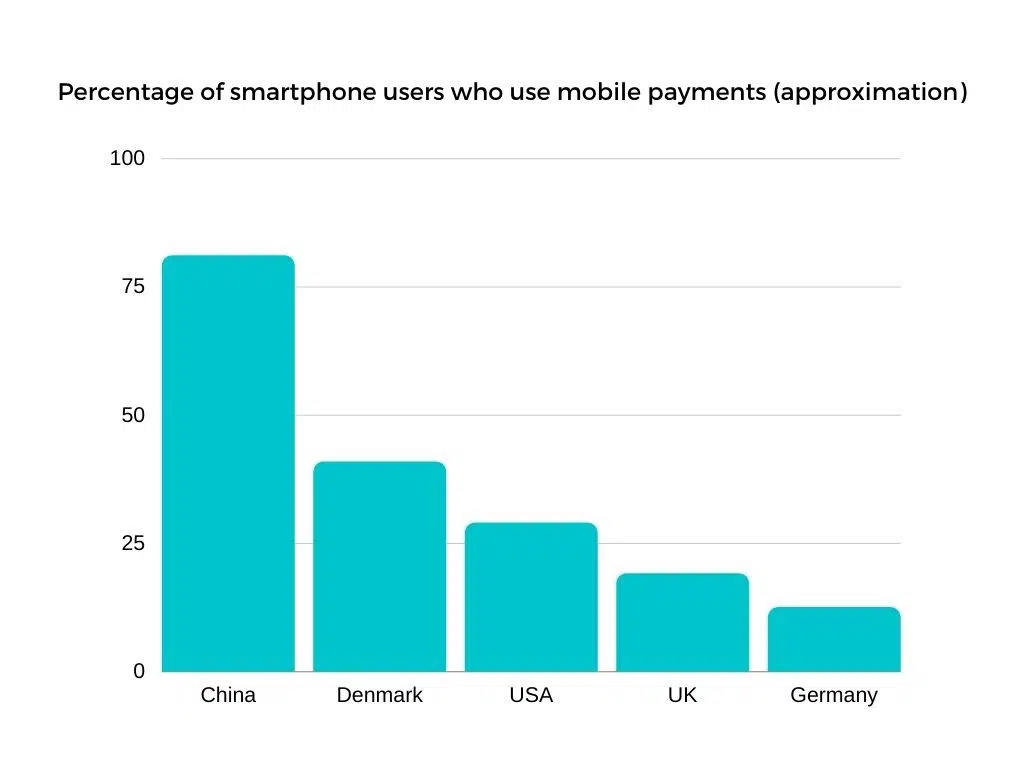 Percentage of smartphone users who use mobile payments (approximation)
100
75
50
25
0
China Denmark USA UK Germany